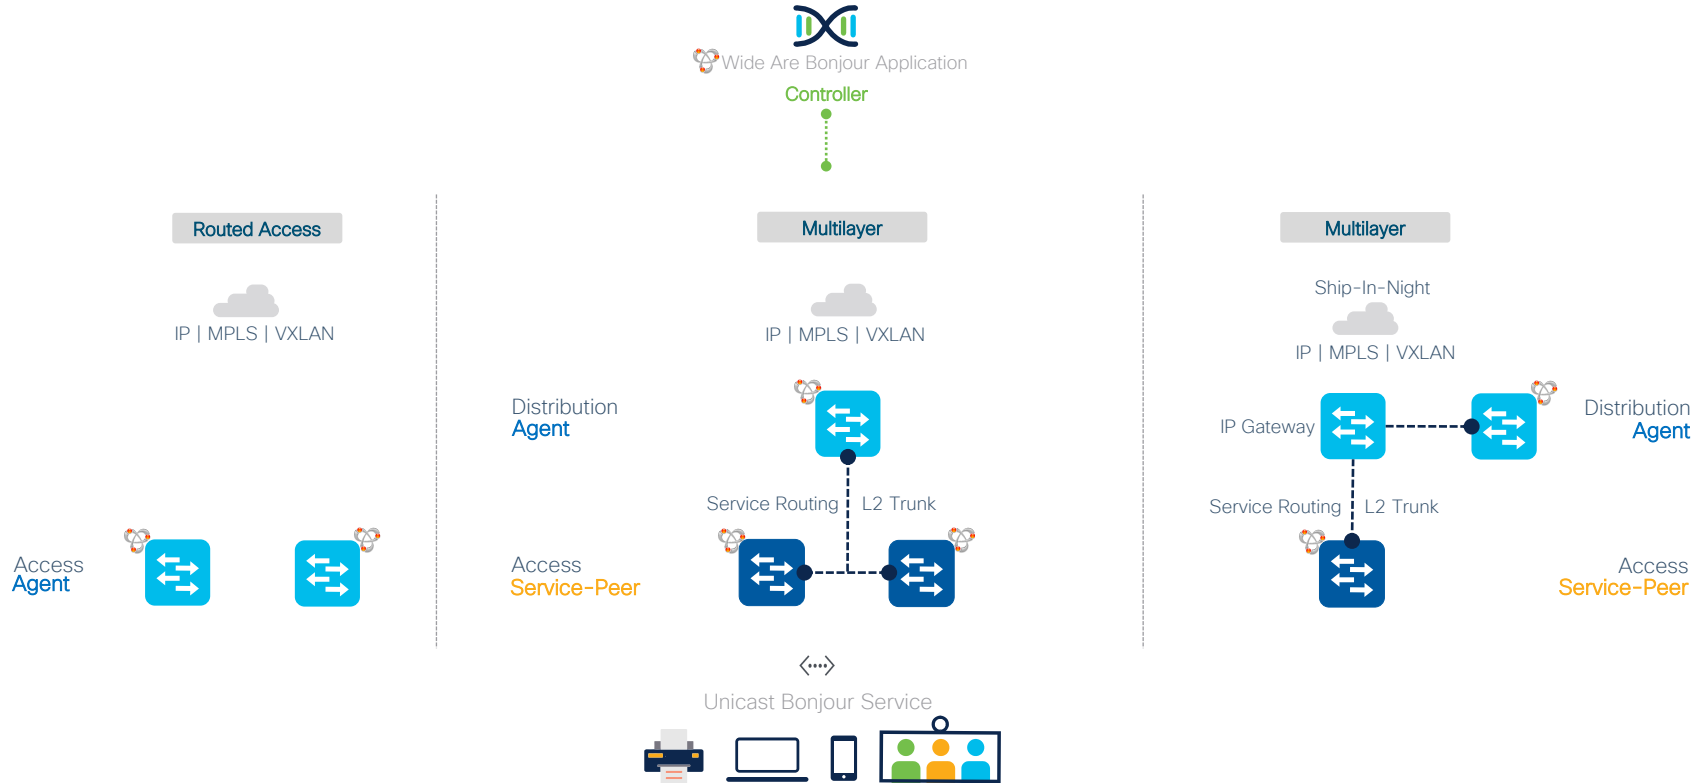 Wide Are Bonjour Application
Controller
Routed Access
IP | MPLS | VXLAN
Access
Agent
Multilayer
IP | MPLS | VXLAN
Distribution
Agent
Service Routing
L2 Trunk
Access
Service-Peer
Multilayer
Ship-In-Night
IP | MPLS | VXLAN
IP Gateway
Distribution
Agent
Service Routing
L2 Trunk
Access
Service-Peer
Unicast Bonjour Service